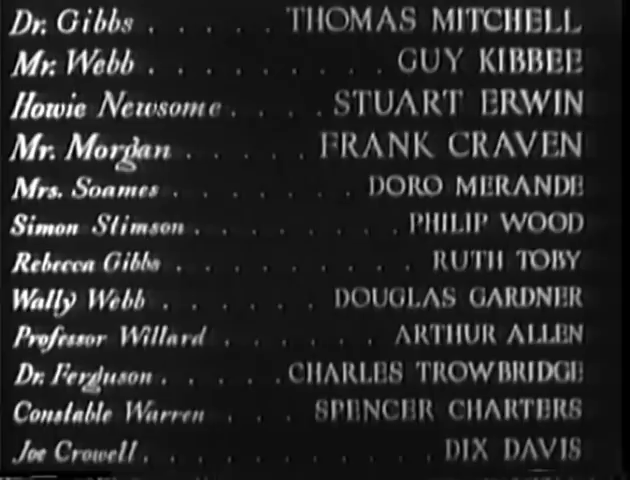 Dr. Gibbs . . . . . THOMAS MITCHELL
Mr. Webb . . . . . . . . . GUY KIBBEE
Howie Newsome . . . . STUART ERWIN
Mr. Morgan . . . . . FRANK CRAVEN
Mrs. Soames . . . . . . . DORO MERANDE
Simon Stimson . . . . . . . . PHILIP WOOD
Rebecca Gibbs . . . . . . . . . RUTH TOBY
Wally Webb . . . . . . DOUGLAS GARDNER
Professor Willard . . . . . . ARTHUR ALLEN
Dr. Ferguson . . . . . CHARLES TROWBRIDGE
Constable Warren . . . SPENCER CHARTERS
Joe Crowell . . . . . . . . . . . DIX DAVIS